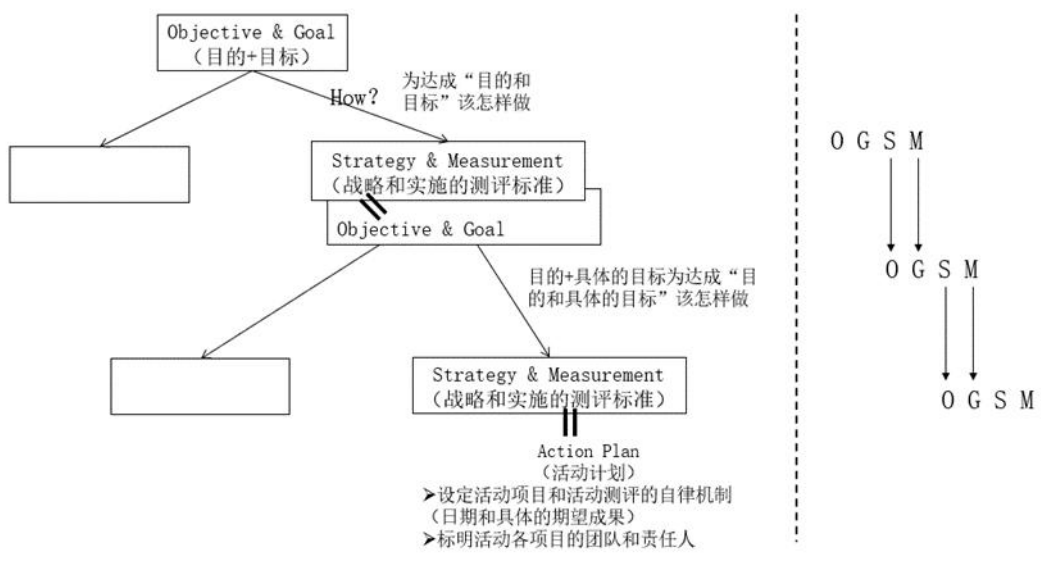 Objective & Goal
（目的+目标）
How？
为达成“目的和
目标”该怎样做
Strategy & Measurement
（战略和实施的测评标准）
Objective & Goal
目的+具体的目标为达成“目
的和具体的目标”该怎样做
Strategy & Measurement
（战略和实施的测评标准）
Action Plan
（活动计划）
➢设定活动项目和活动测评的自律机制
（日期和具体的期望成果）
➢标明活动各项目的团队和责任人
O G S M
O G S M
O G S M